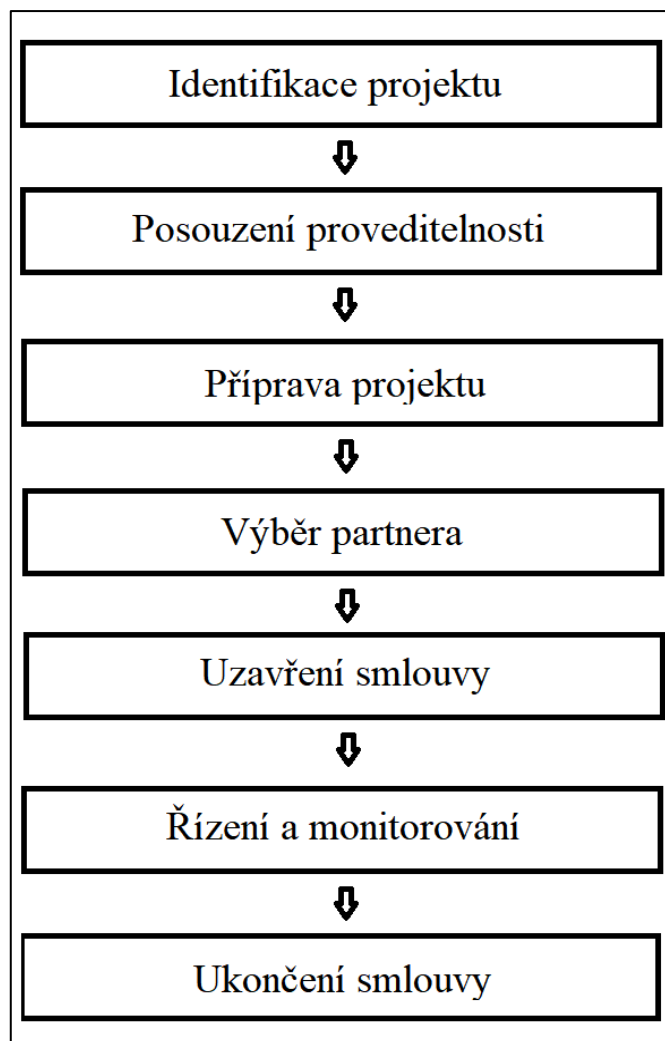 Identifikace projektu
Posouzení proveditelnosti
Příprava projektu
Výběr partnera
Uzavření smlouvy
Řízení a monitorování
Ukončení smlouvy